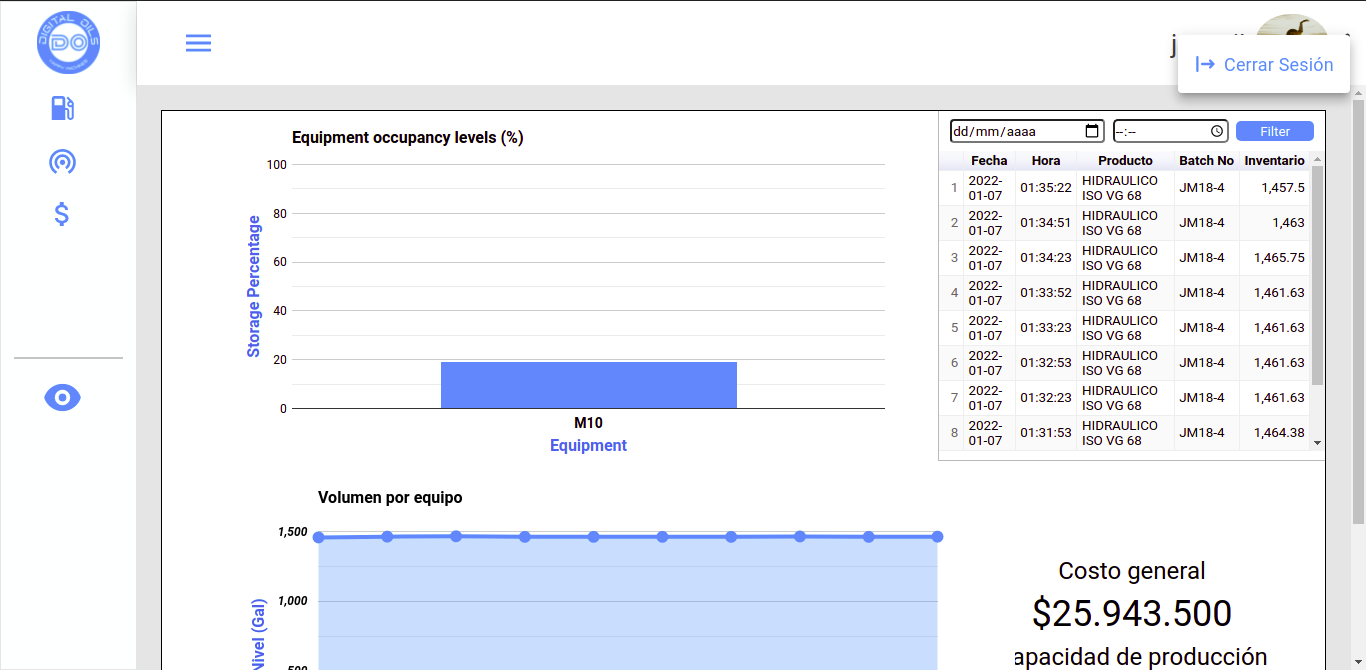 DIGITAL OILS
DO
j
Cerrar Sesión
Equipment occupancy levels (%)
100
80
60
40
20
0
Storage Percentage
M10
Equipment
dd/mm/aaaa
--:--
Filter
Fecha Hora Producto Batch No Inventario
1 2022-01-07 01:35:22 HIDRAULICO ISO VG 68 JM18-4 1,457.5
2 2022-01-07 01:34:51 HIDRAULICO ISO VG 68 JM18-4 1,463
3 2022-01-07 01:34:23 HIDRAULICO ISO VG 68 JM18-4 1,465.75
4 2022-01-07 01:33:52 HIDRAULICO ISO VG 68 JM18-4 1,461.63
5 2022-01-07 01:33:23 HIDRAULICO ISO VG 68 JM18-4 1,461.63
6 2022-01-07 01:32:53 HIDRAULICO ISO VG 68 JM18-4 1,461.63
7 2022-01-07 01:32:23 HIDRAULICO ISO VG 68 JM18-4 1,461.63
8 2022-01-07 01:31:53 HIDRAULICO ISO VG 68 JM18-4 1,464.38
Volumen por equipo
1,500
1,000
500
Nivel (Gal)
Costo general
$25.943.500
apacidad de producción